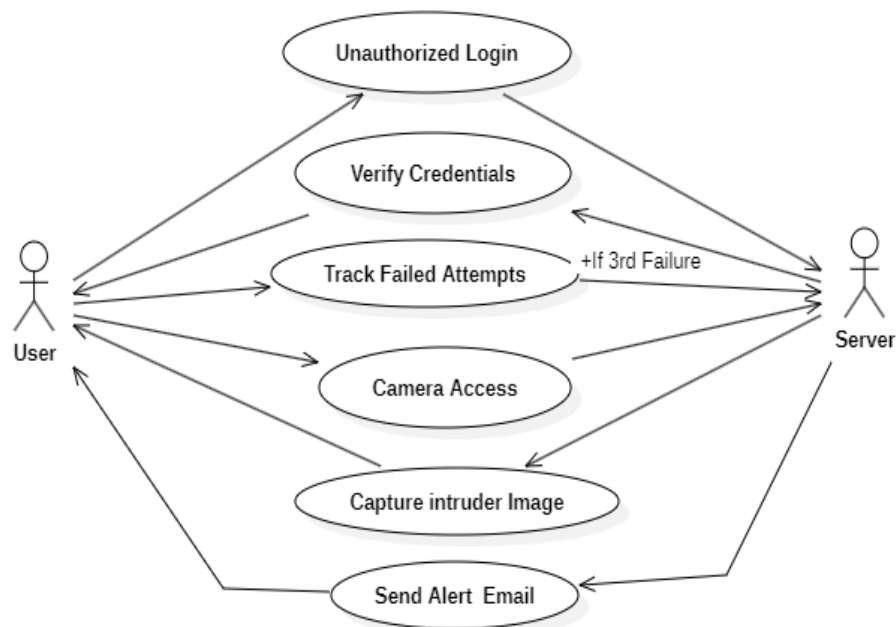 Unauthorized Login
Verify Credentials
Track Failed Attempts
+If 3rd Failure
User
Server
Camera Access
Capture intruder Image
Send Alert Email